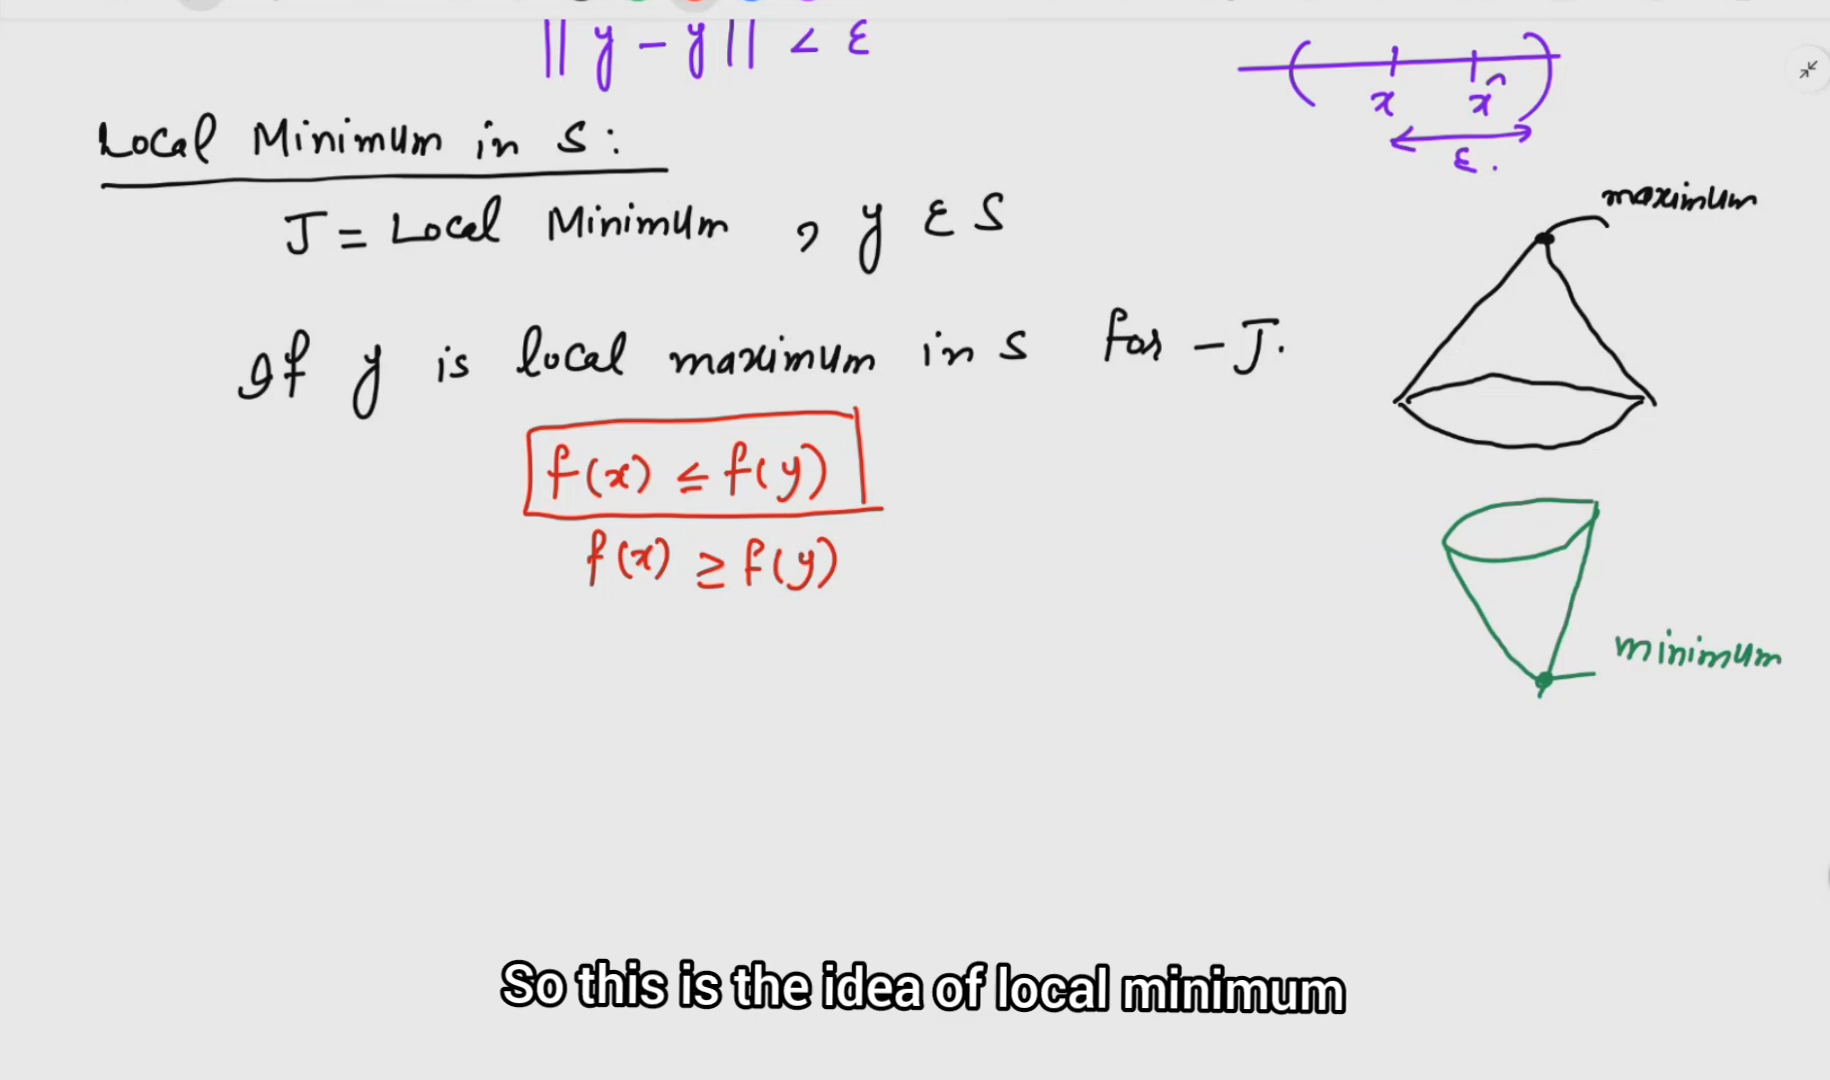 || y - y || < ε
x x^
ε.
Local Minimum in S:
maximum
J = Local Minimum , y ε S
If y is local maximum in S for -J.
f(x) ≤ f(y)
f(x) ≥ f(y)
minimum
So this is the idea of local minimum